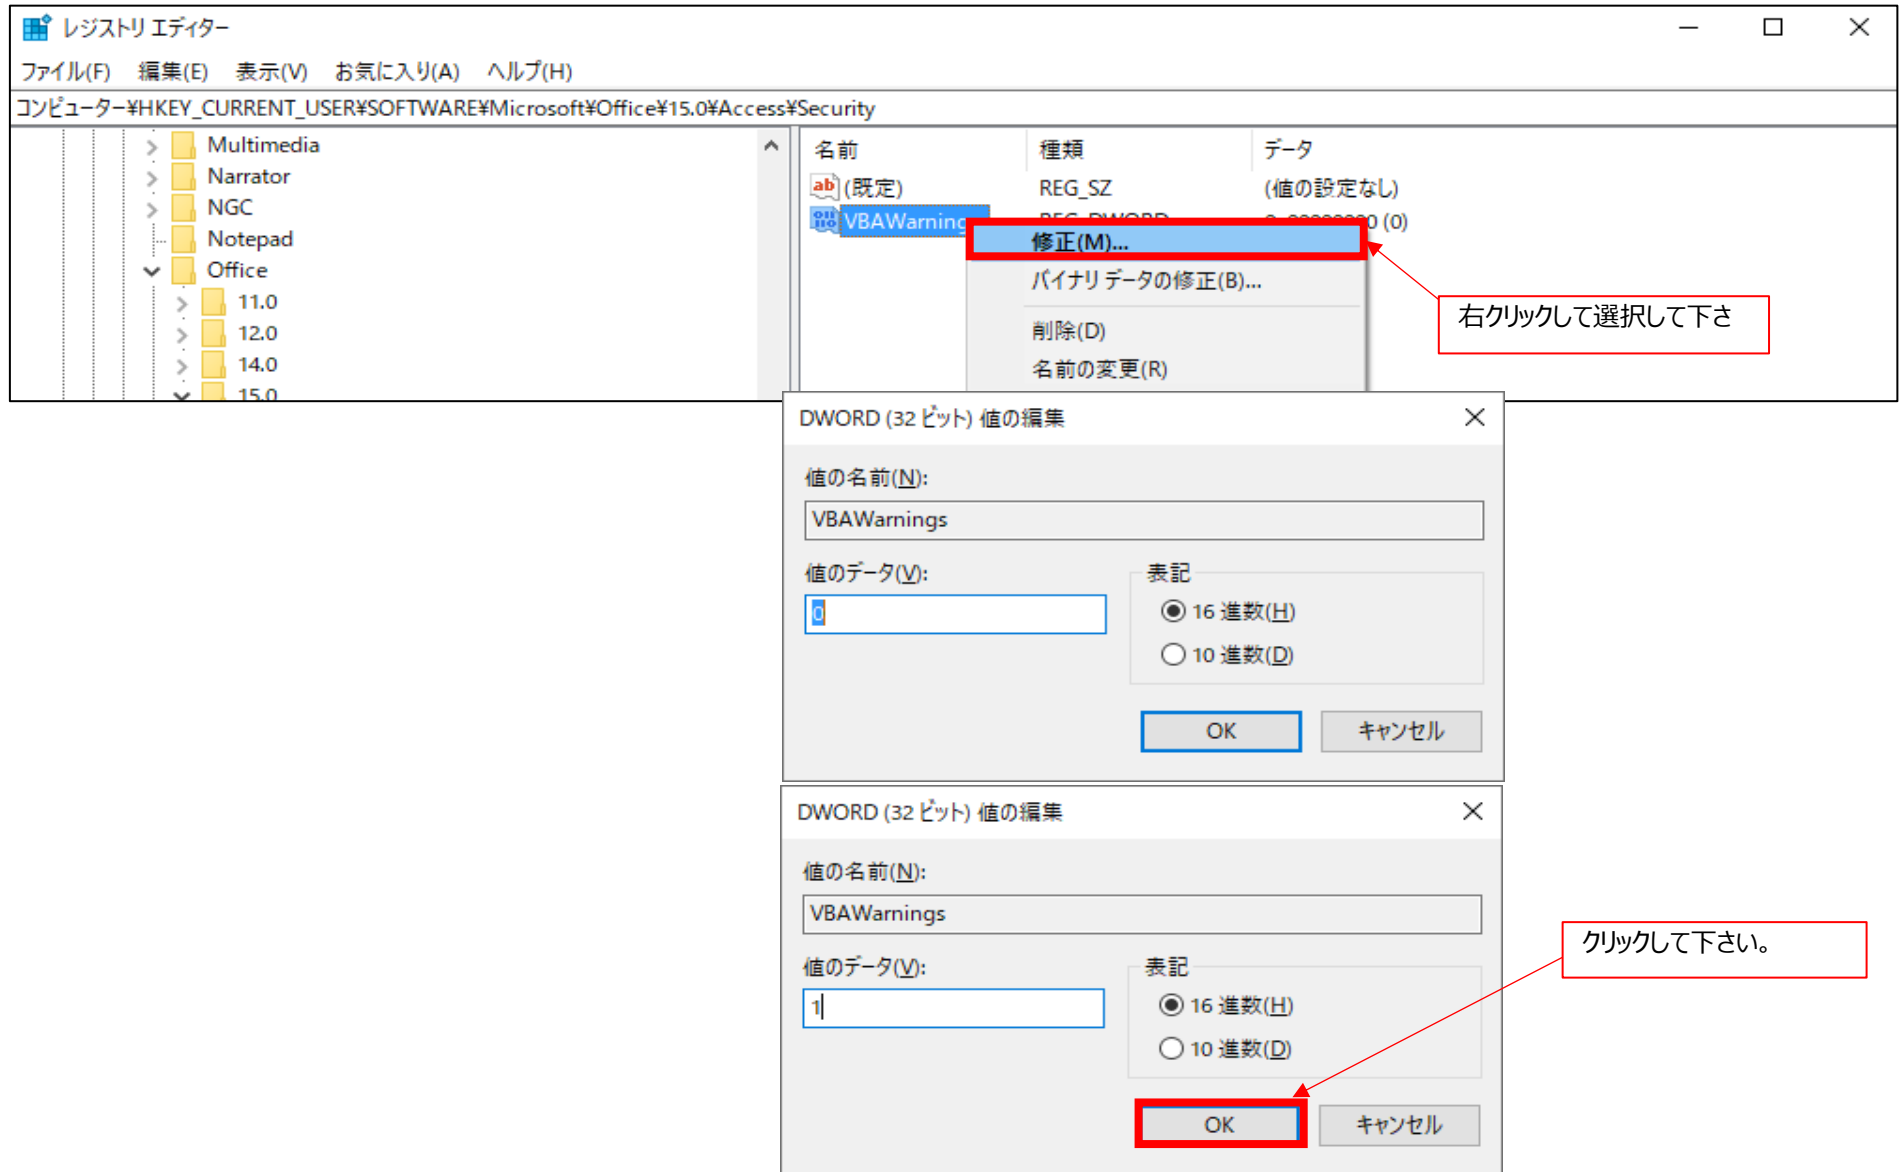 レジストリ エディター
ファイル(F) 編集(E) 表示(V) お気に入り(A) ヘルプ(H)
コンピューター¥HKEY_CURRENT_USER¥SOFTWARE¥Microsoft¥Office¥15.0¥Access¥Security
Multimedia
Narrator
NGC
Notepad
Office
11.0
12.0
14.0
15.0
名前 種類 データ
(既定) REG_SZ (値の設定なし)
VBAWarning REG_DWORD 0x00000000 (0)
修正(M)...
バイナリ データの修正(B)...
削除(D)
名前の変更(R)
右クリックして選択して下さ
DWORD (32 ビット) 値の編集
値の名前(N):
VBAWarnings
値のデータ(V): 表記
0
16 進数(H)
10 進数(D)
OK キャンセル
DWORD (32 ビット) 値の編集
値の名前(N):
VBAWarnings
値のデータ(V): 表記
1
16 進数(H)
10 進数(D)
OK キャンセル
クリックして下さい。